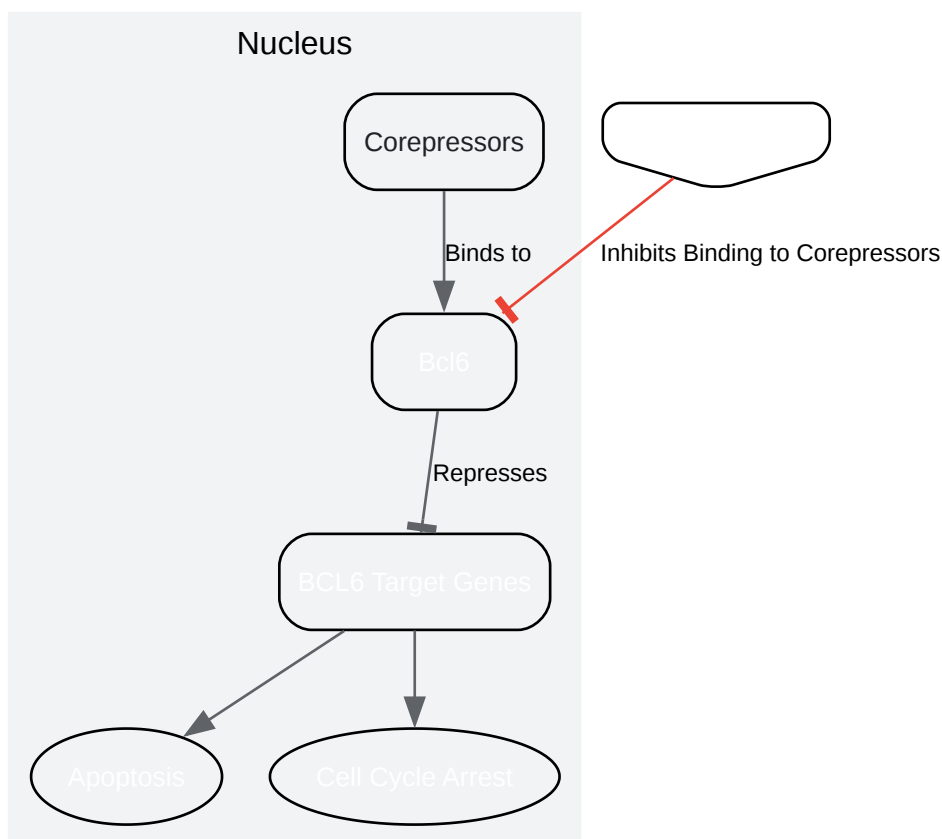 Nucleus
Corepressors
Binds to
Inhibits Binding to Corepressors
Bcl6
Represses
BCL6 Target Genes
Apoptosis
Cell Cycle Arrest